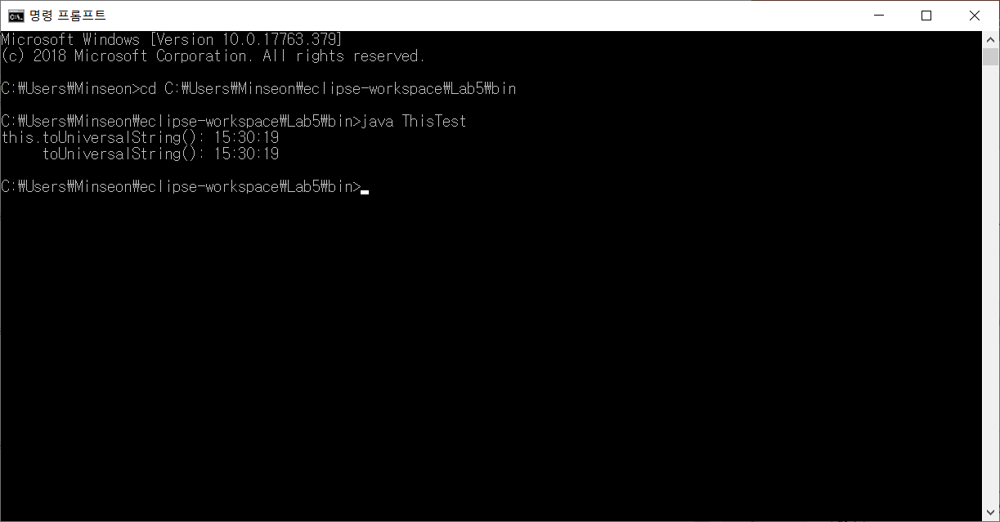 명령 프롬프트
Microsoft Windows [Version 10.0.17763.379]
(c) 2018 Microsoft Corporation. All rights reserved.
C:₩Users₩Minseon>cd C:₩Users₩Minseon₩eclipse-workspace₩Lab5₩bin
C:₩Users₩Minseon₩eclipse-workspace₩Lab5₩bin>java ThisTest
this.toUniversalString(): 15:30:19
     toUniversalString(): 15:30:19
C:₩Users₩Minseon₩eclipse-workspace₩Lab5₩bin>